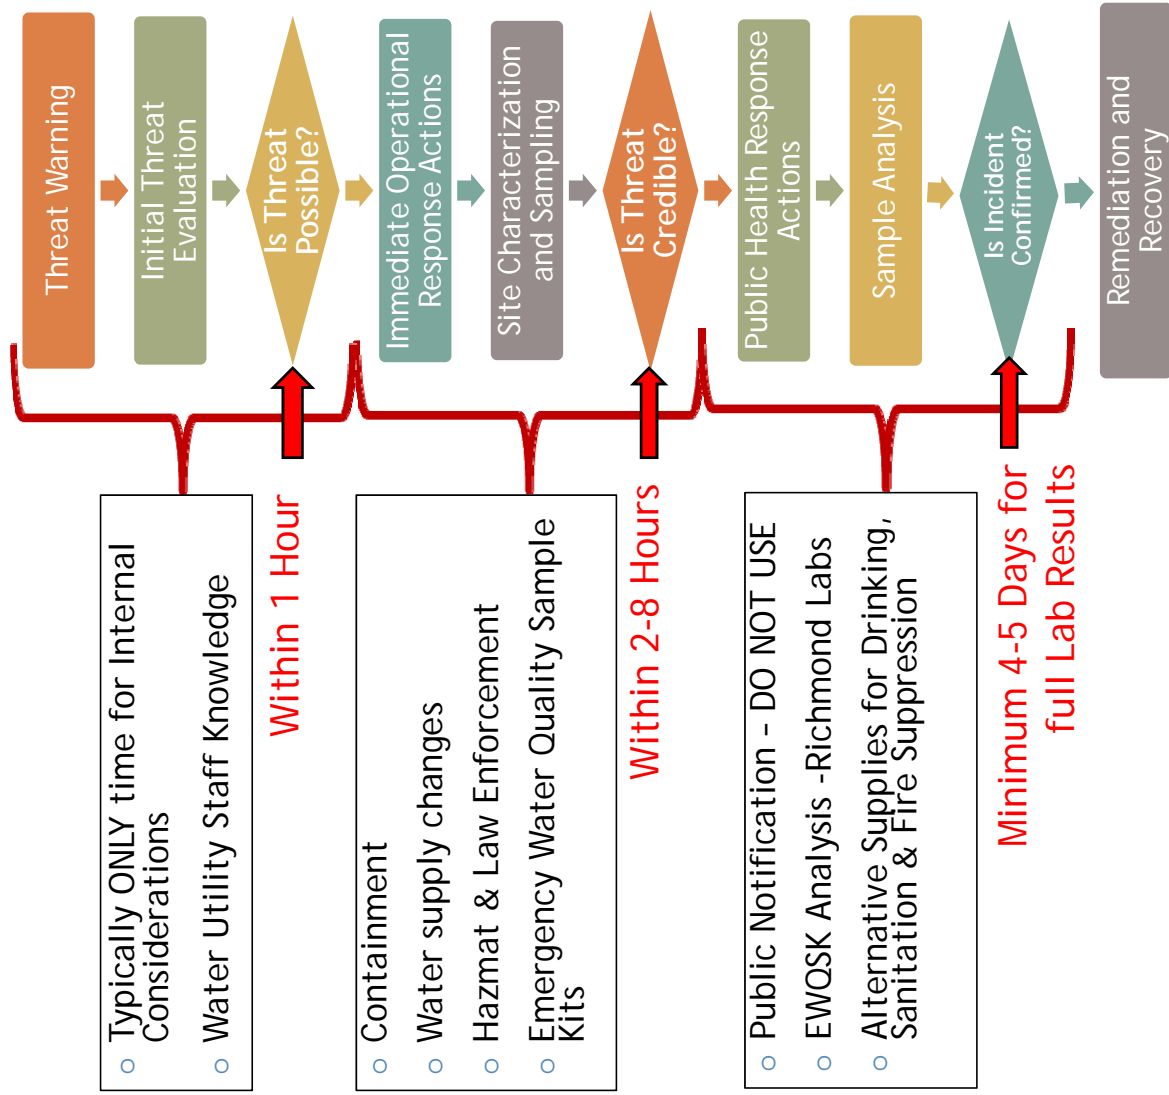 Threat Warning
Initial Threat
Evaluation
Is Threat
Possible?
Immediate Operational
Response Actions
Site Characterization
and Sampling
Is Threat
Credible?
Public Health Response
Actions
Sample Analysis
Is Incident
Confirmed?
Remediation and
Recovery
Typically ONLY time for Internal
Considerations
Water Utility Staff Knowledge
Within 1 Hour
Containment
Water supply changes
Hazmat & Law Enforcement
Emergency Water Quality Sample
Kits
Within 2-8 Hours
Public Notification – DO NOT USE
EWQSK Analysis -Richmond Labs
Alternative Supplies for Drinking,
Sanitation & Fire Suppression
Minimum 4-5 Days for
full Lab Results